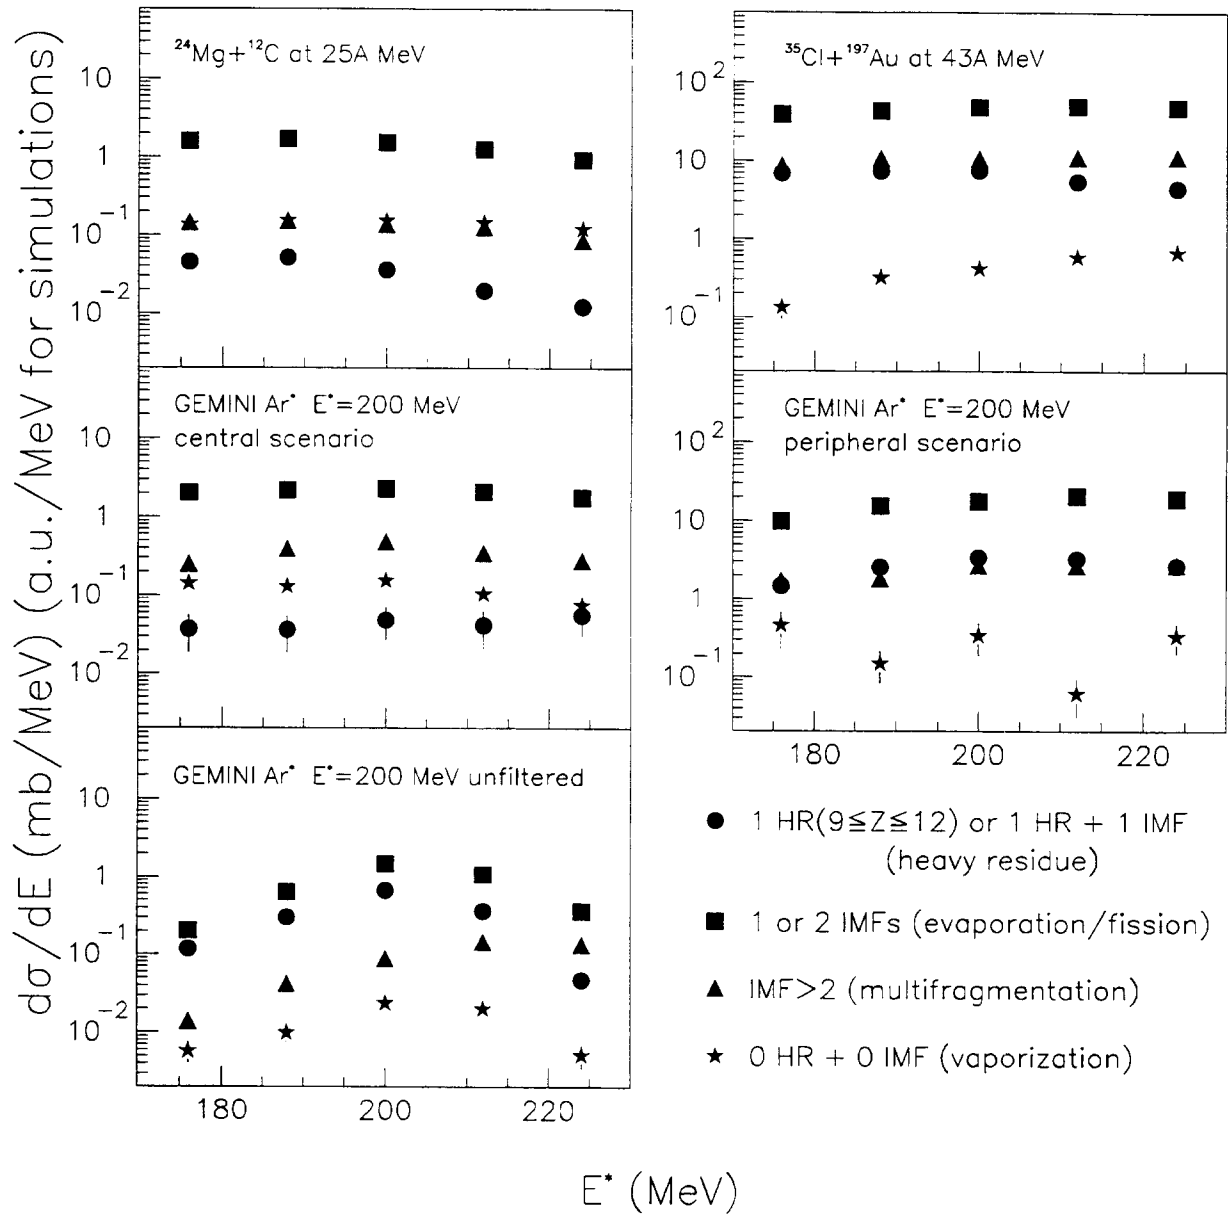 dσ/dE (mb/MeV) (a.u./MeV for simulations)
²⁴Mg+¹²C at 25A MeV
10
1
10⁻¹
10⁻²
³⁵Cl+¹⁹⁷Au at 43A MeV
10²
10
1
10⁻¹
GEMINI Ar* E*=200 MeV
central scenario
10
1
10⁻¹
10⁻²
GEMINI Ar* E*=200 MeV
peripheral scenario
10²
10
1
10⁻¹
180 200 220
GEMINI Ar* E*=200 MeV unfiltered
10
1
10⁻¹
10⁻²
180 200 220
● 1 HR(9≦Z≦12) or 1 HR + 1 IMF
(heavy residue)
■ 1 or 2 IMFs (evaporation/fission)
▲ IMF>2 (multifragmentation)
★ 0 HR + 0 IMF (vaporization)
E* (MeV)